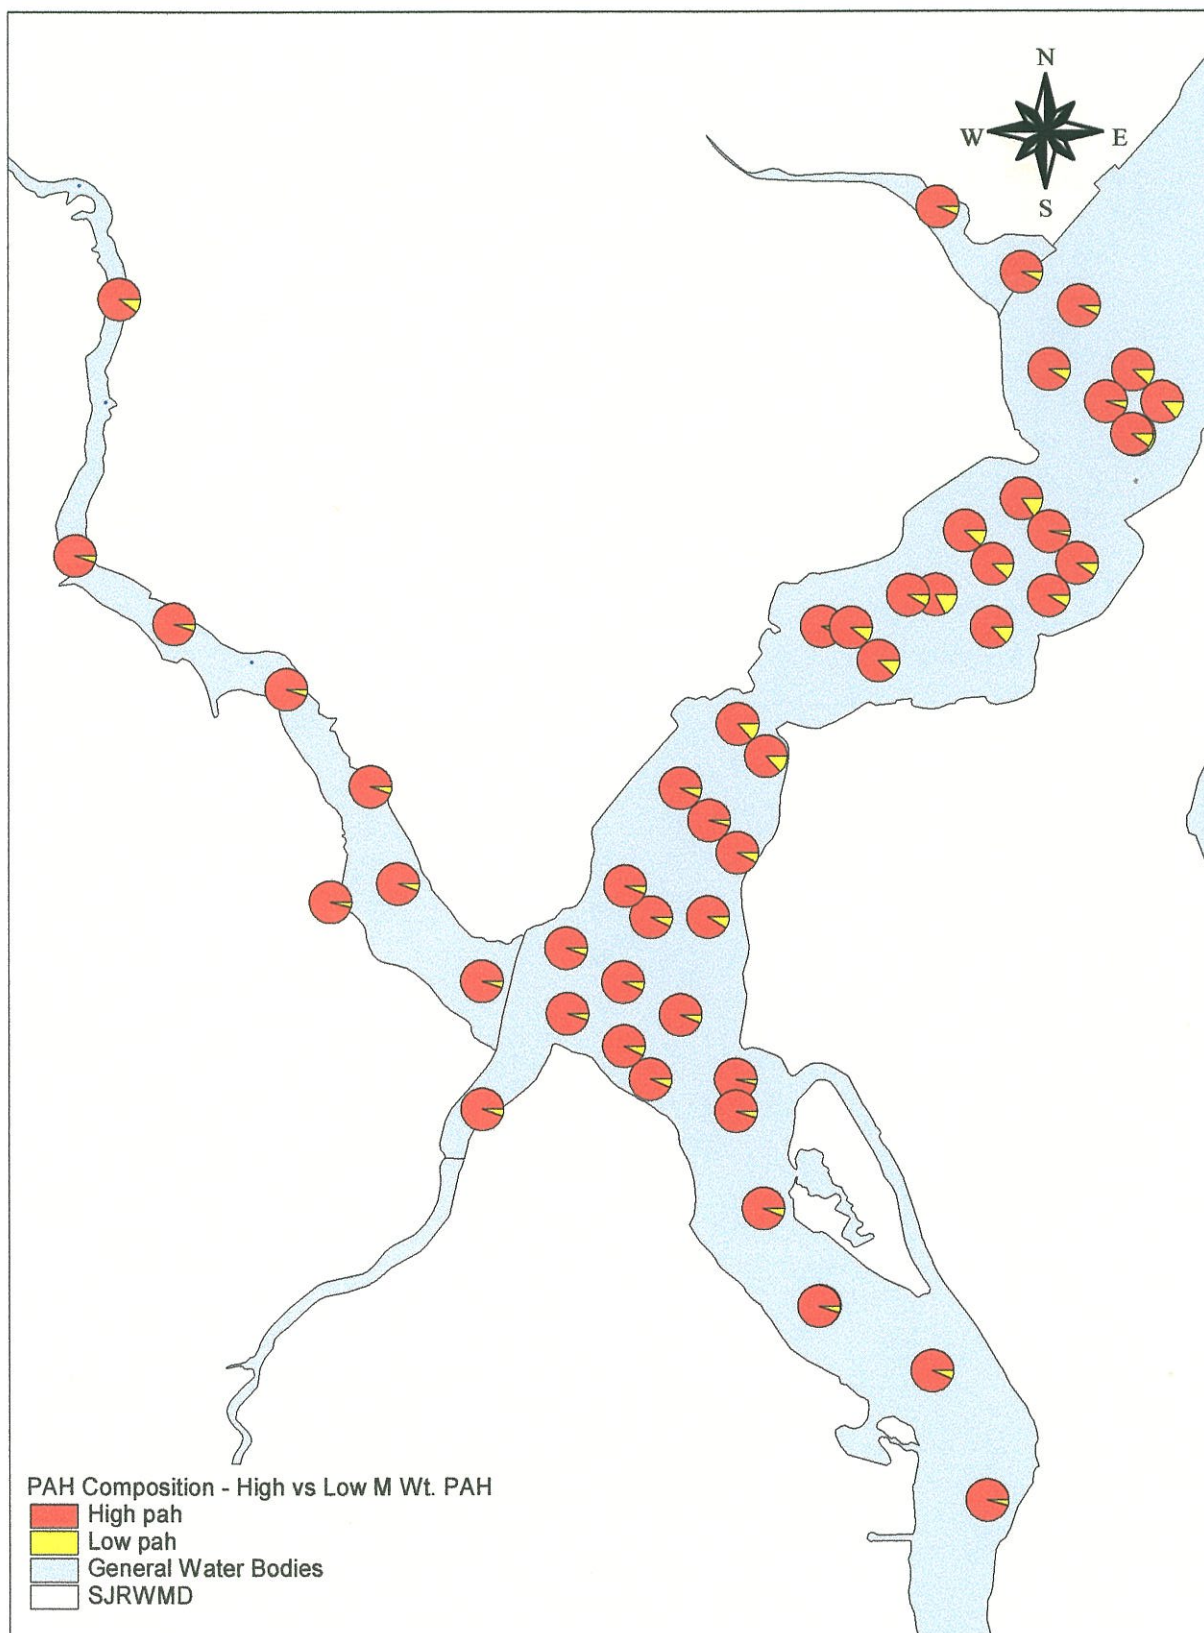 N
W E
S
PAH Composition - High vs Low M Wt. PAH
High pah
Low pah
General Water Bodies
SJRWMD